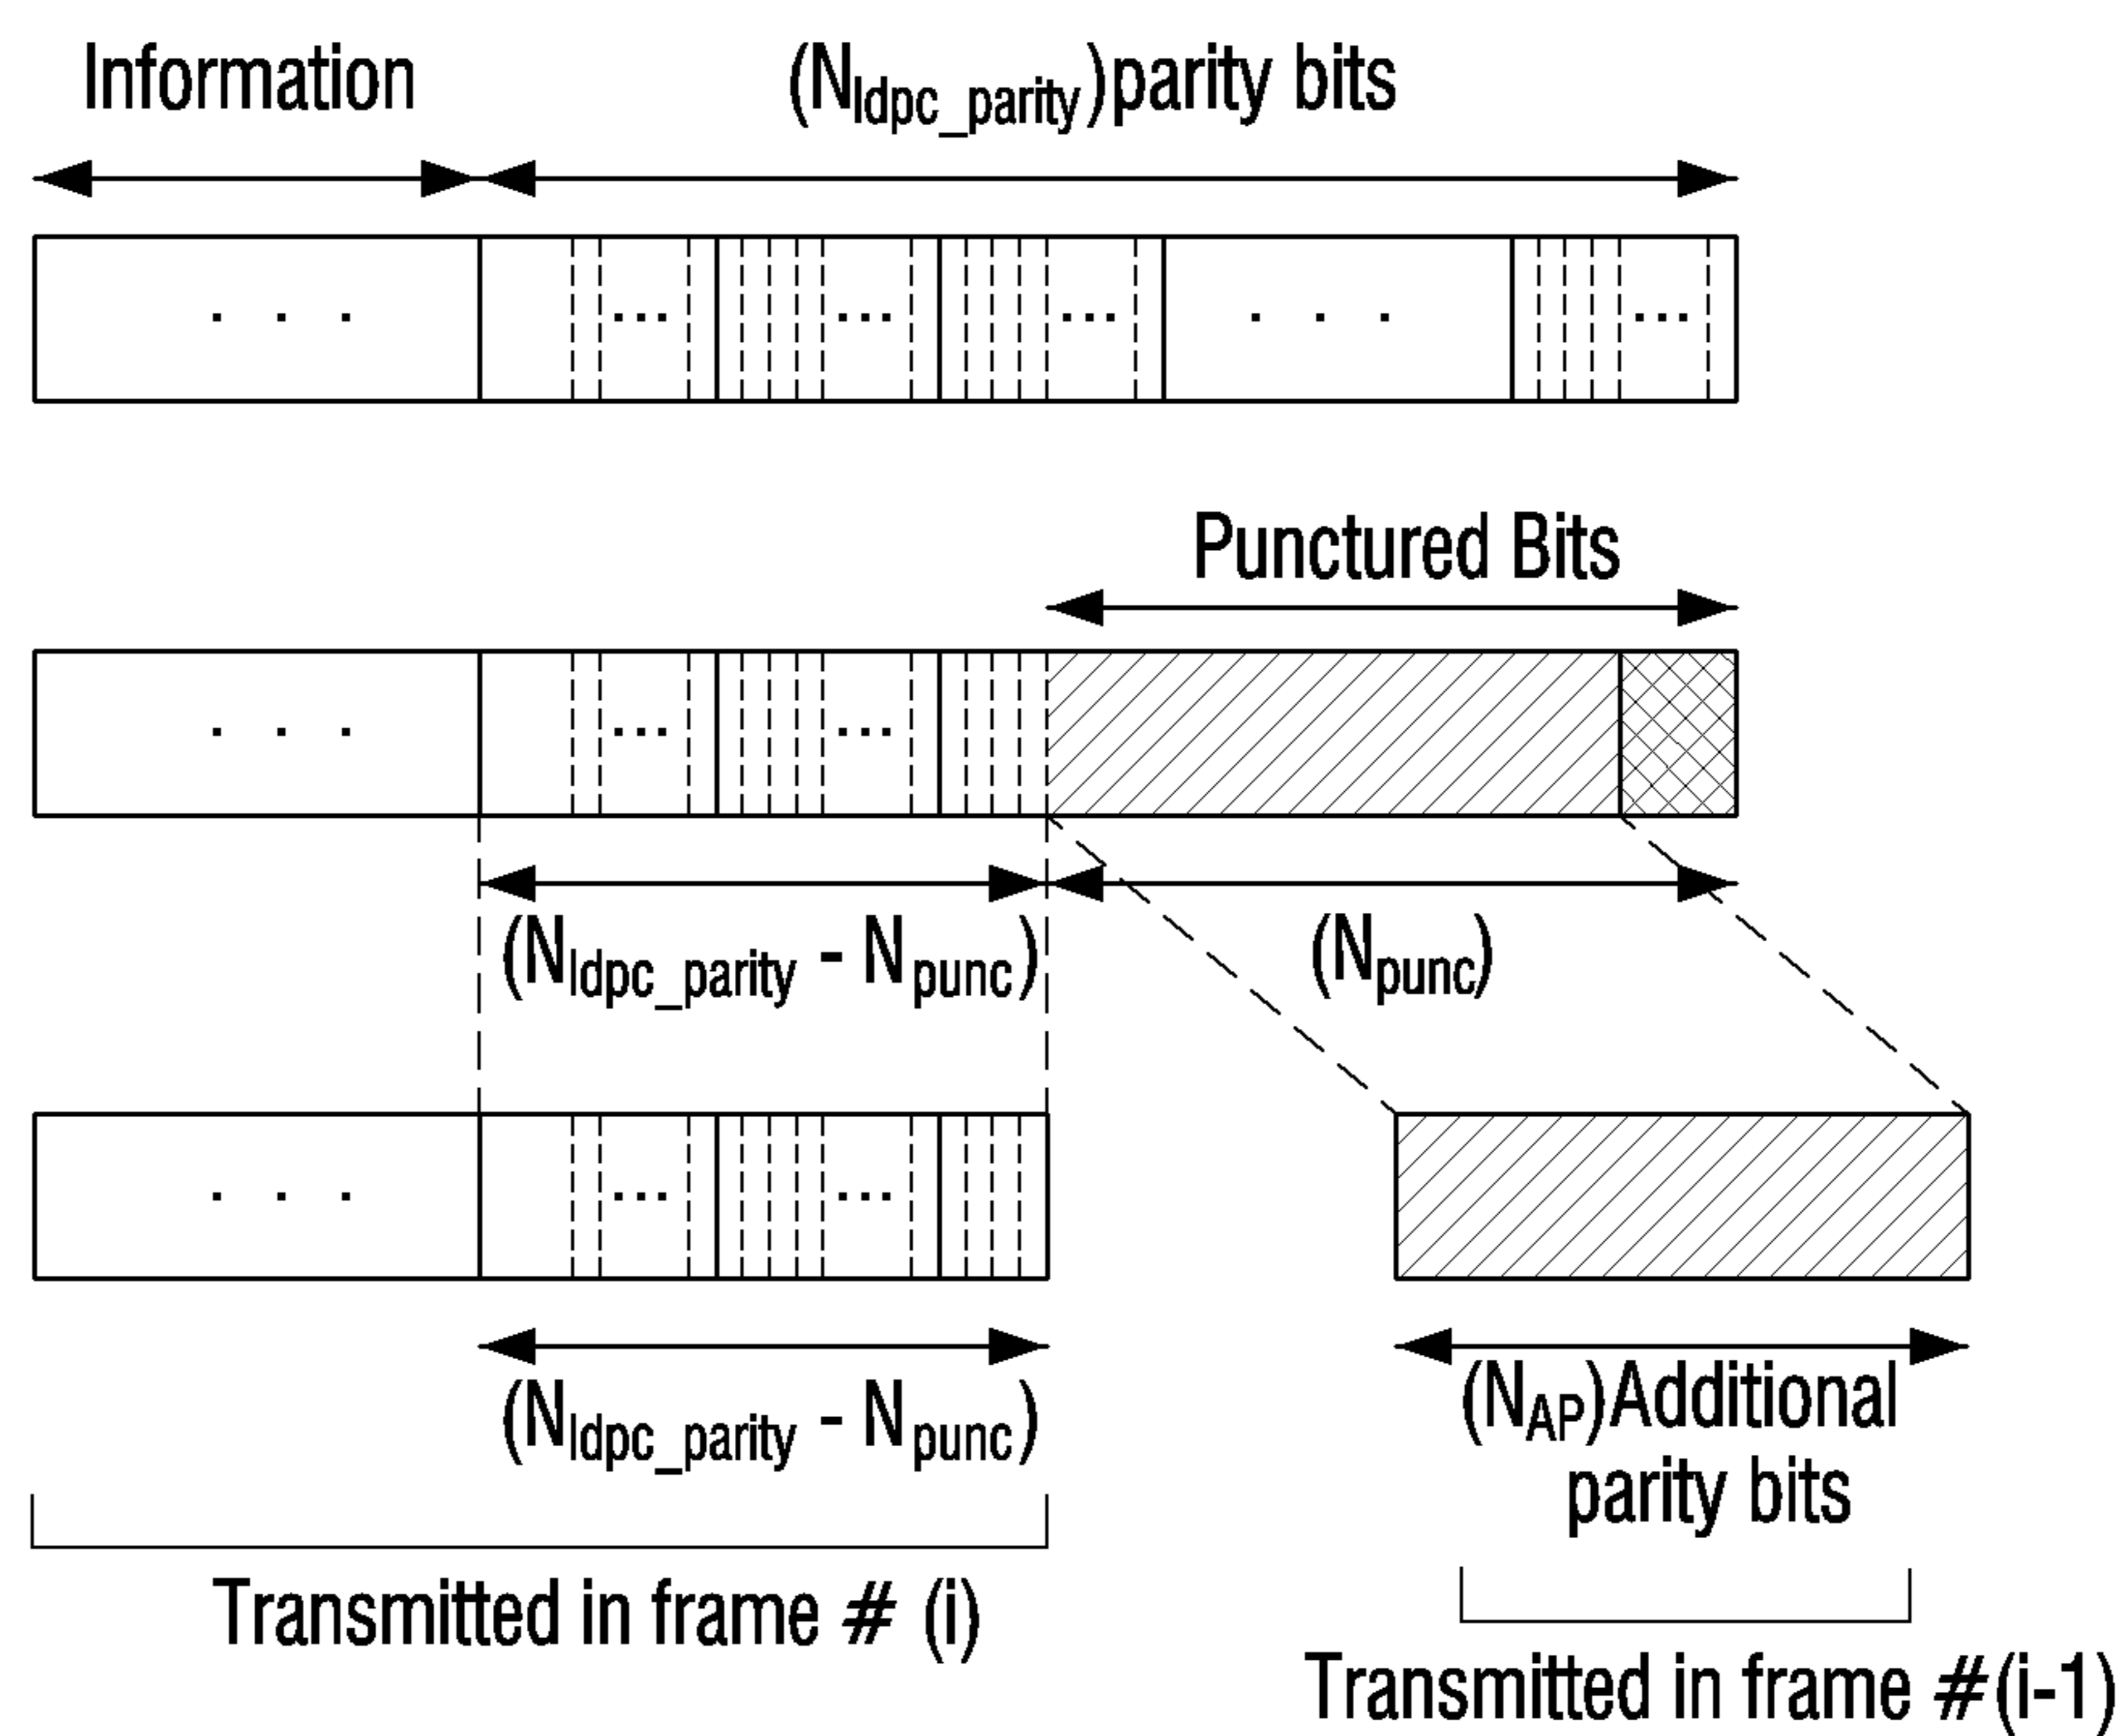 Information
(Nldpc_parity)parity bits
. . .
...
...
...
. . .
...
Punctured Bits
. . .
...
...
(Nldpc_parity - Npunc)
(Npunc)
. . .
...
...
(Nldpc_parity - Npunc)
(NAP)Additional
parity bits
Transmitted in frame # (i)
Transmitted in frame #(i-1)